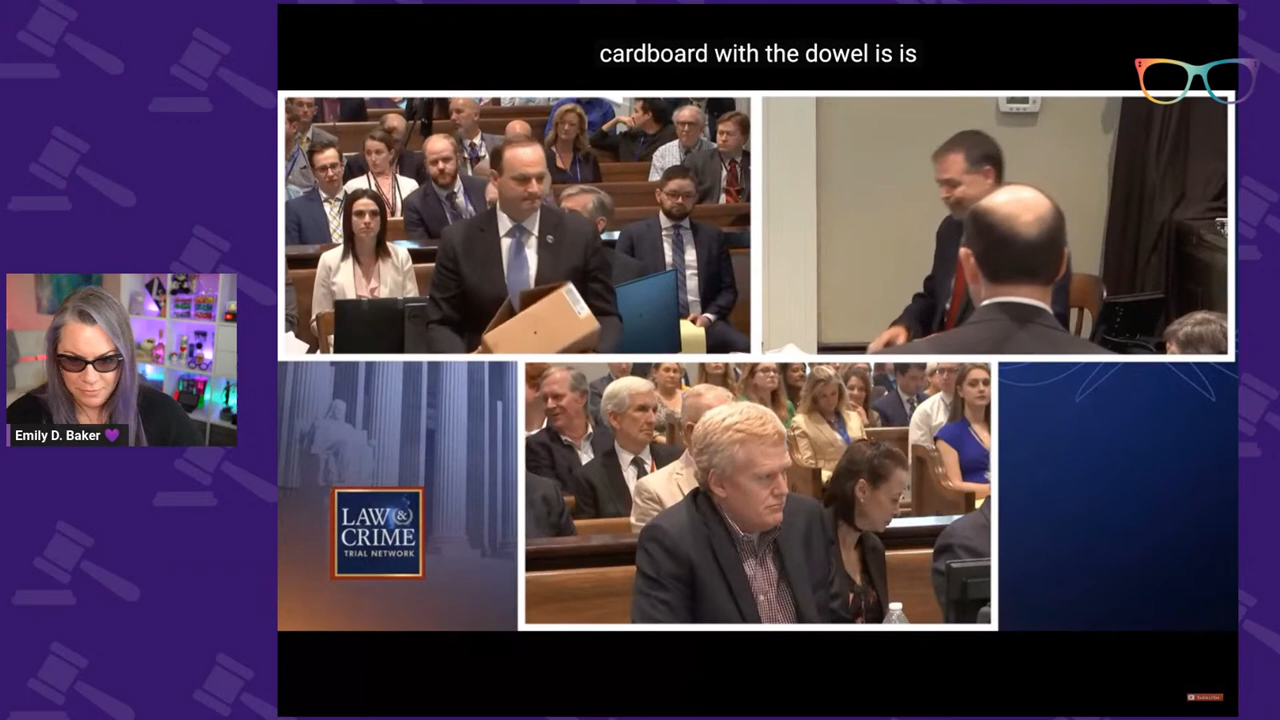 cardboard with the dowel is is
Emily D. Baker
LAW &
CRIME
TRIAL NETWORK